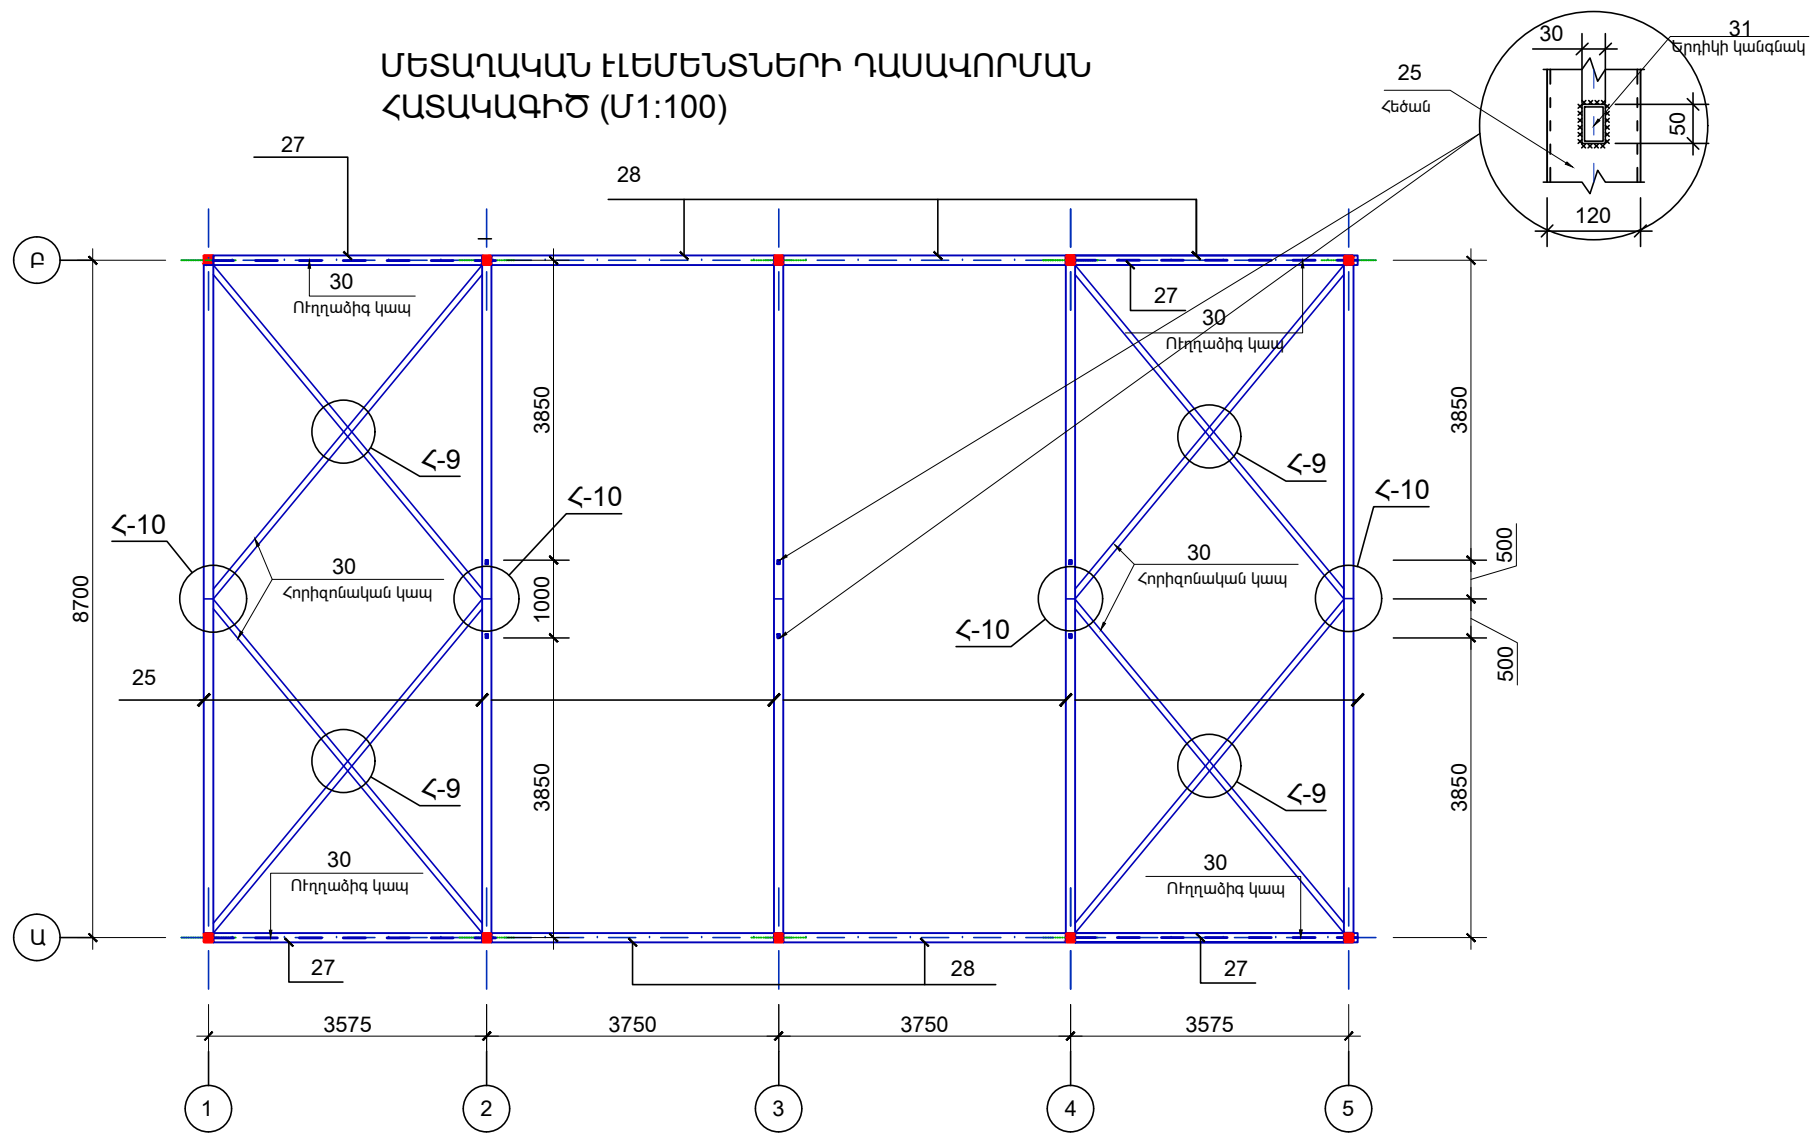 ՄԵՏԱՂԱԿԱՆ ԷԼԵՄԵՆՏՆԵՐԻ ԴԱՍԱՎՈՐՄԱՆ
ՀԱՏԱԿԱԳԻԾ (Մ1:100)
30
31
Երդիկի կանգնակ
25
Հեծան
50
120
27
28
Բ
30
Ուղղաձիգ կապ
27
30
Ուղղաձիգ կապ
3850
3850
Հ-9
Հ-9
Հ-10
Հ-10
Հ-10
500
8700
30
Հորիզոնական կապ
1000
30
Հորիզոնական կապ
Հ-10
500
25
3850
3850
Հ-9
Հ-9
30
Ուղղաձիգ կապ
30
Ուղղաձիգ կապ
Ա
27
28
27
3575
3750
3750
3575
1
2
3
4
5